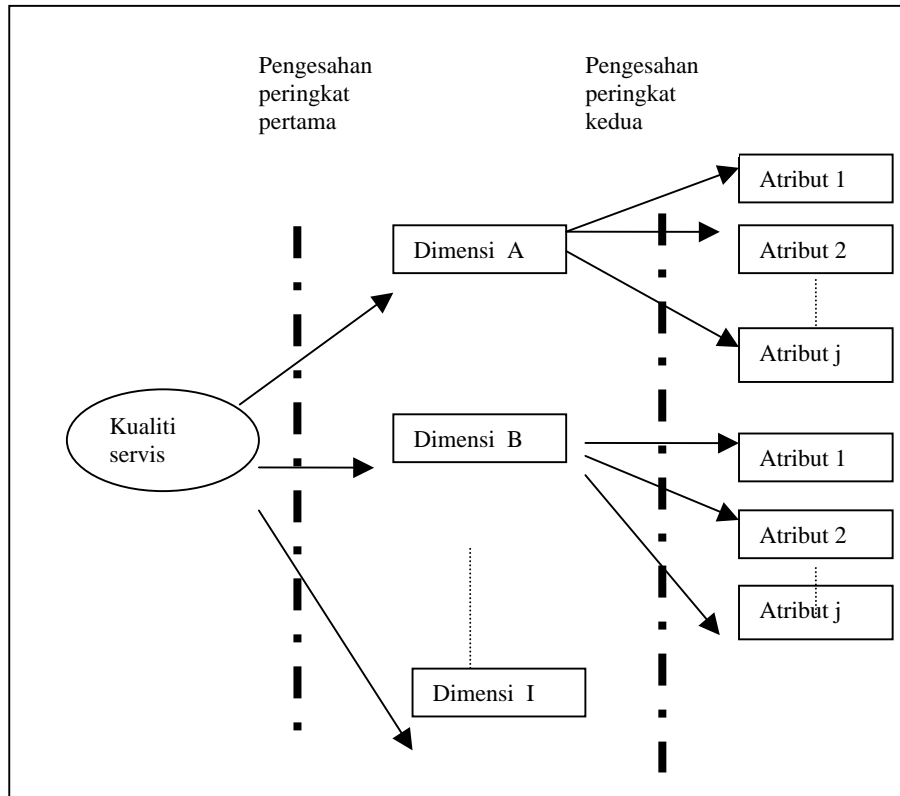 Pengesahan
peringkat
pertama
Pengesahan
peringkat
kedua
Atribut 1
Dimensi A
Atribut 2
Atribut j
Kualiti
servis
Dimensi B
Atribut 1
Atribut 2
Atribut j
Dimensi I